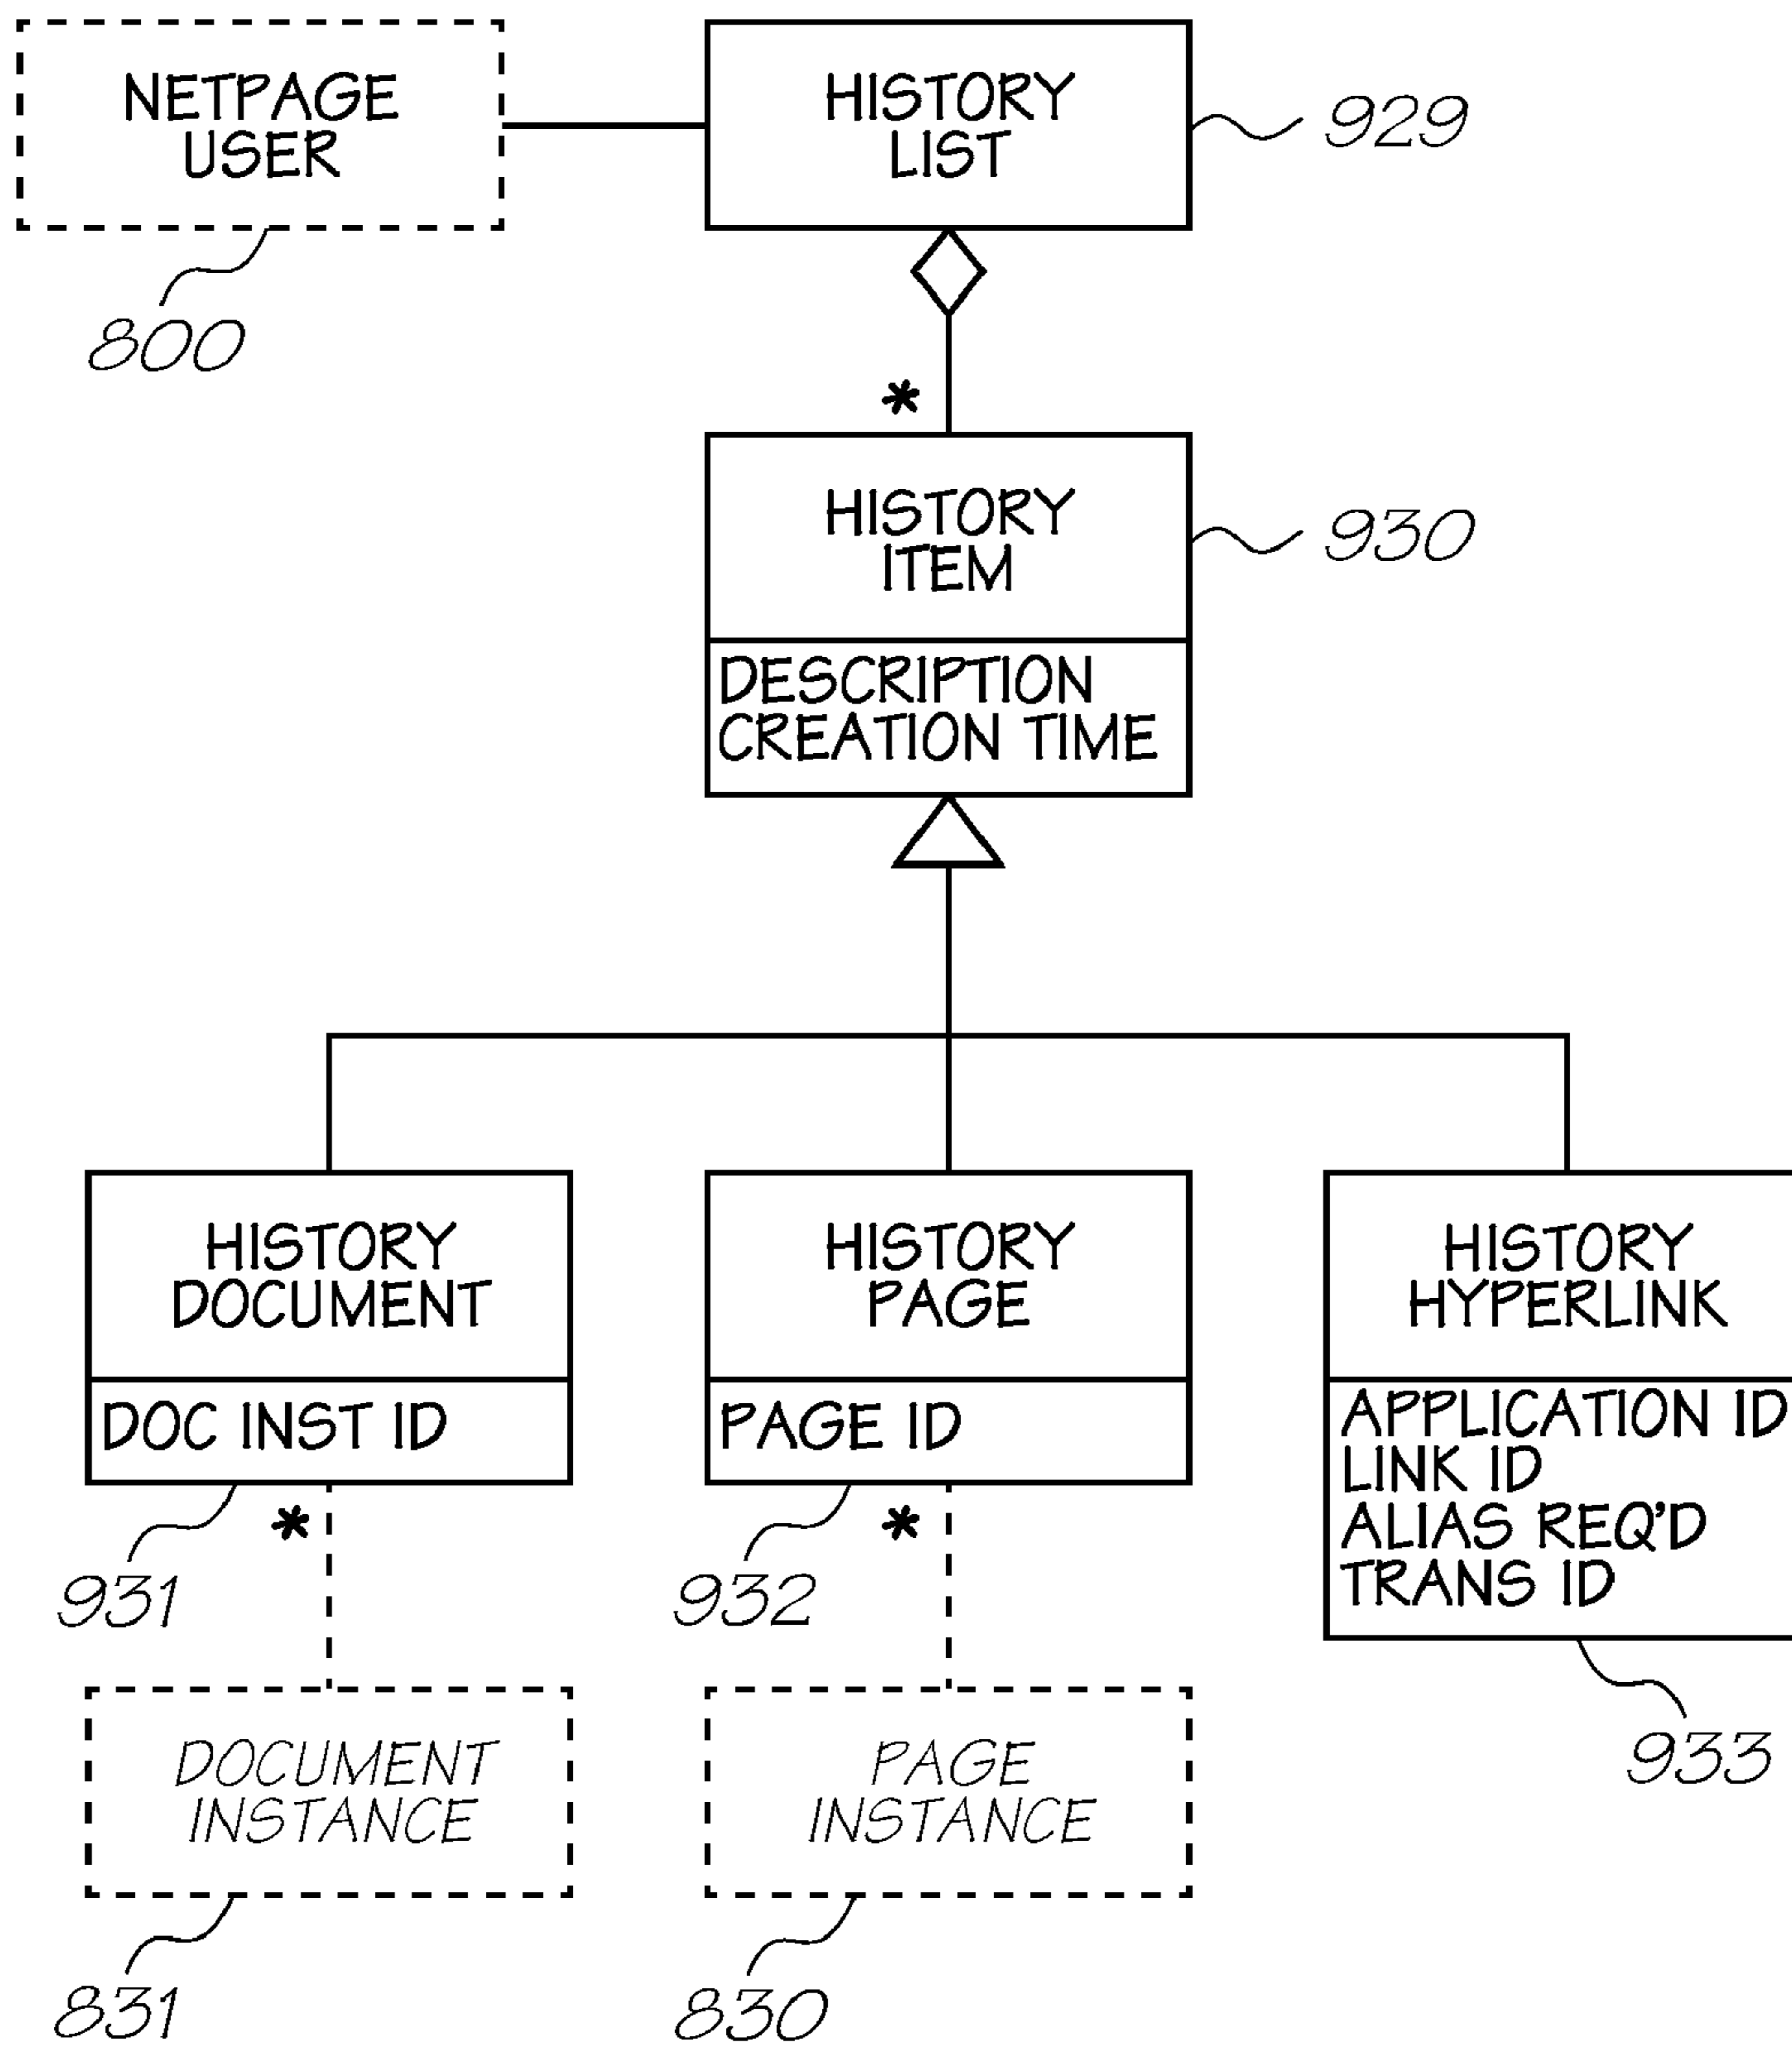 NETPAGE
USER
800
HISTORY
LIST
929
*
HISTORY
ITEM
930
DESCRIPTION
CREATION TIME
HISTORY
DOCUMENT
DOC INST ID
931
*
HISTORY
PAGE
PAGE ID
932
*
HISTORY
HYPERLINK
APPLICATION ID
LINK ID
ALIAS REQ'D
TRANS ID
933
DOCUMENT
INSTANCE
831
PAGE
INSTANCE
830